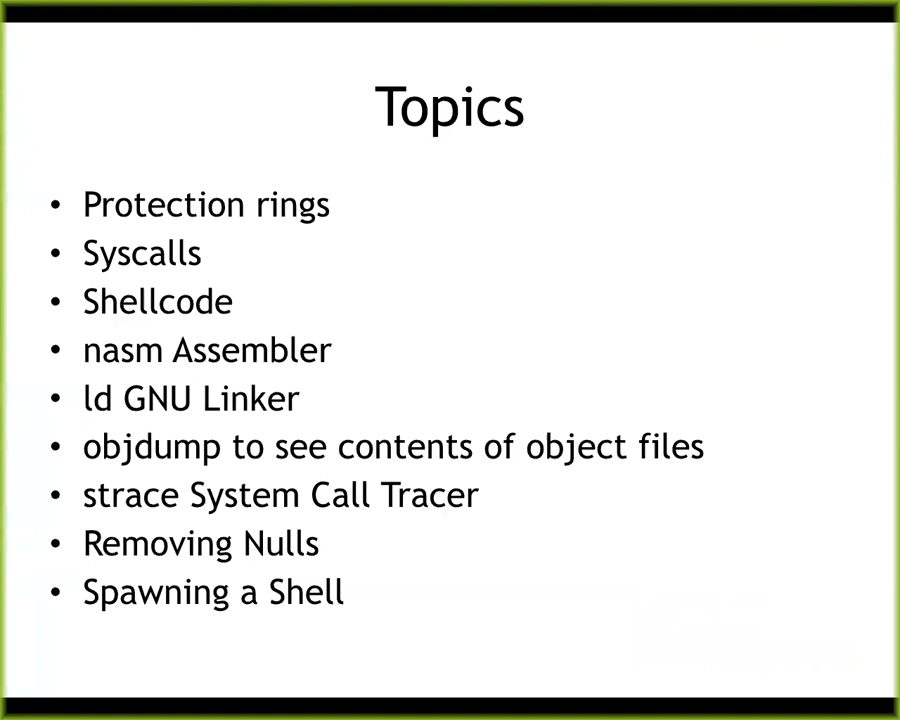 Topics
• Protection rings
• Syscalls
• Shellcode
• nasm Assembler
• ld GNU Linker
• objdump to see contents of object files
• strace System Call Tracer
• Removing Nulls
• Spawning a Shell